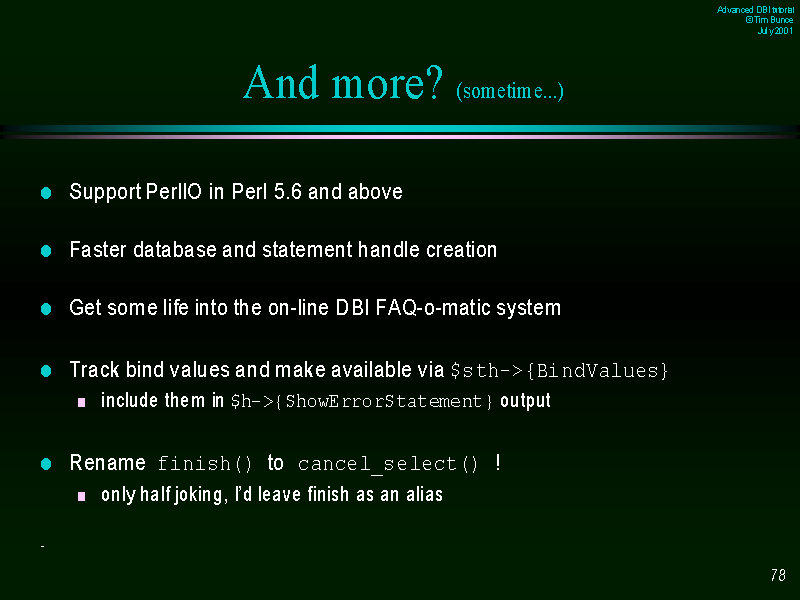 Advanced DBI tutorial
© Tim Bunce
July 2001
And more? (sometime...)
Support PerlIO in Perl 5.6 and above
Faster database and statement handle creation
Get some life into the on-line DBI FAQ-o-matic system
Track bind values and make available via $sth->{BindValues}
include them in $h->{ShowErrorStatement} output
Rename finish() to cancel_select() !
only half joking, I'd leave finish as an alias
-
78